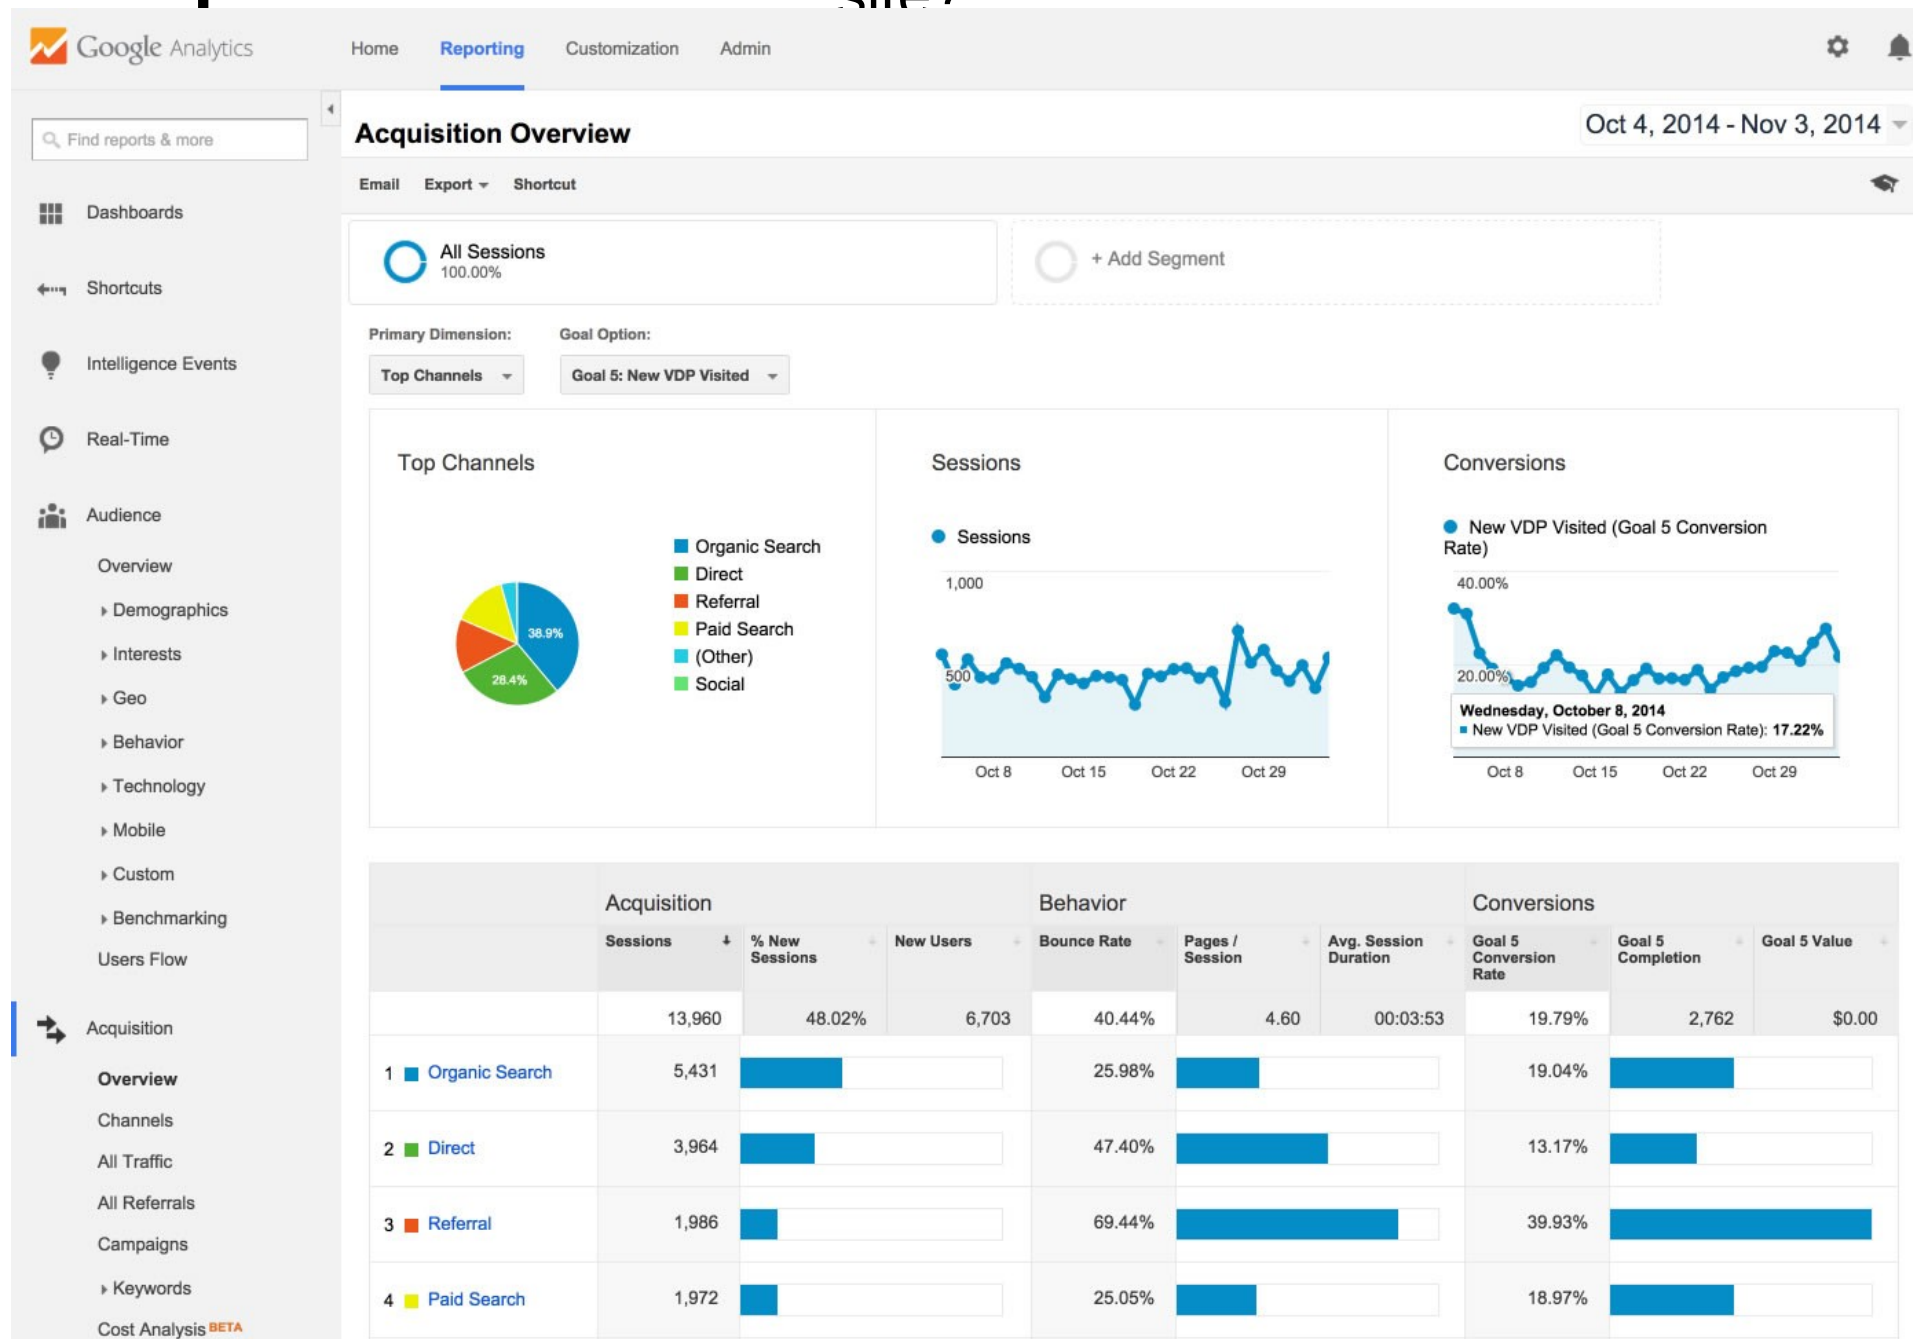 site?
Google Analytics
Home Reporting Customization Admin
Find reports & more
Acquisition Overview
Oct 4, 2014 - Nov 3, 2014
Email Export Shortcut
Dashboards
Shortcuts
Intelligence Events
Real-Time
Audience
Overview
Demographics
Interests
Geo
Behavior
Technology
Mobile
Custom
Benchmarking
Users Flow
Acquisition
Overview
Channels
All Traffic
All Referrals
Campaigns
Keywords
Cost Analysis BETA
All Sessions
100.00%
+ Add Segment
Primary Dimension: Goal Option:
Top Channels Goal 5: New VDP Visited
Top Channels
38.9%
28.4%
Organic Search
Direct
Referral
Paid Search
(Other)
Social
Sessions
Sessions
1,000
500
Oct 8 Oct 15 Oct 22 Oct 29
Conversions
New VDP Visited (Goal 5 Conversion
Rate)
40.00%
20.00%
Wednesday, October 8, 2014
New VDP Visited (Goal 5 Conversion Rate): 17.22%
Oct 8 Oct 15 Oct 22 Oct 29
Acquisition Behavior Conversions
Sessions % New Sessions New Users Bounce Rate Pages / Session Avg. Session Duration Goal 5 Conversion Rate Goal 5 Completion Goal 5 Value
13,960 48.02% 6,703 40.44% 4.60 00:03:53 19.79% 2,762 $0.00
1 Organic Search 5,431 25.98% 19.04%
2 Direct 3,964 47.40% 13.17%
3 Referral 1,986 69.44% 39.93%
4 Paid Search 1,972 25.05% 18.97%